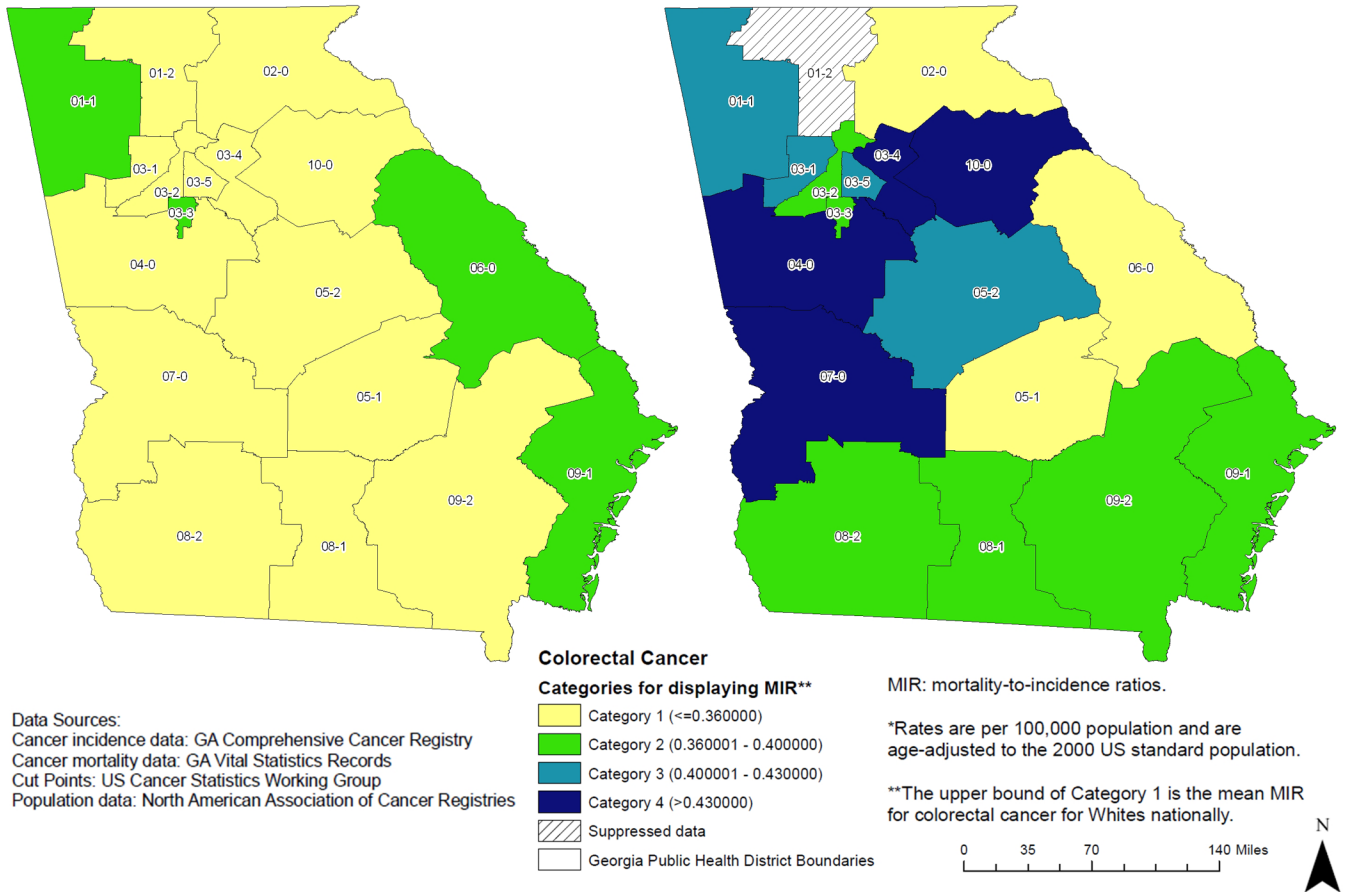 01-1
01-2
02-0
03-1
03-4
10-0
03-2
03-5
03-3
04-0
06-0
05-2
07-0
05-1
09-1
09-2
08-2
08-1
01-1
01-2
02-0
03-1
03-4
10-0
03-2
03-5
03-3
04-0
06-0
05-2
07-0
05-1
09-1
09-2
08-2
08-1
Data Sources:
Cancer incidence data: GA Comprehensive Cancer Registry
Cancer mortality data: GA Vital Statistics Records
Cut Points: US Cancer Statistics Working Group
Population data: North American Association of Cancer Registries
Colorectal Cancer
Categories for displaying MIR**
Category 1 (<=0.360000)
Category 2 (0.360001 - 0.400000)
Category 3 (0.400001 - 0.430000)
Category 4 (>0.430000)
Suppressed data
Georgia Public Health District Boundaries
MIR: mortality-to-incidence ratios.
*Rates are per 100,000 population and are
age-adjusted to the 2000 US standard population.
**The upper bound of Category 1 is the mean MIR
for colorectal cancer for Whites nationally.
0 35 70 140 Miles
N